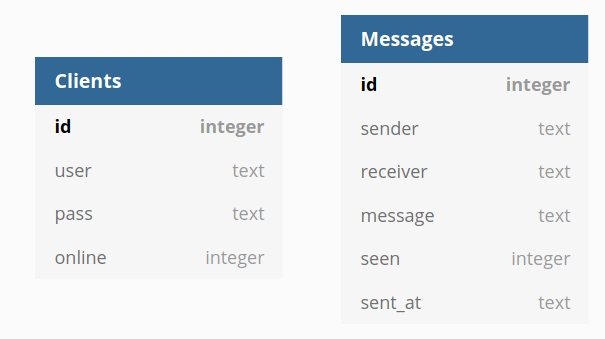 Clients
id integer
user text
pass text
online integer
Messages
id integer
sender text
receiver text
message text
seen integer
sent_at text